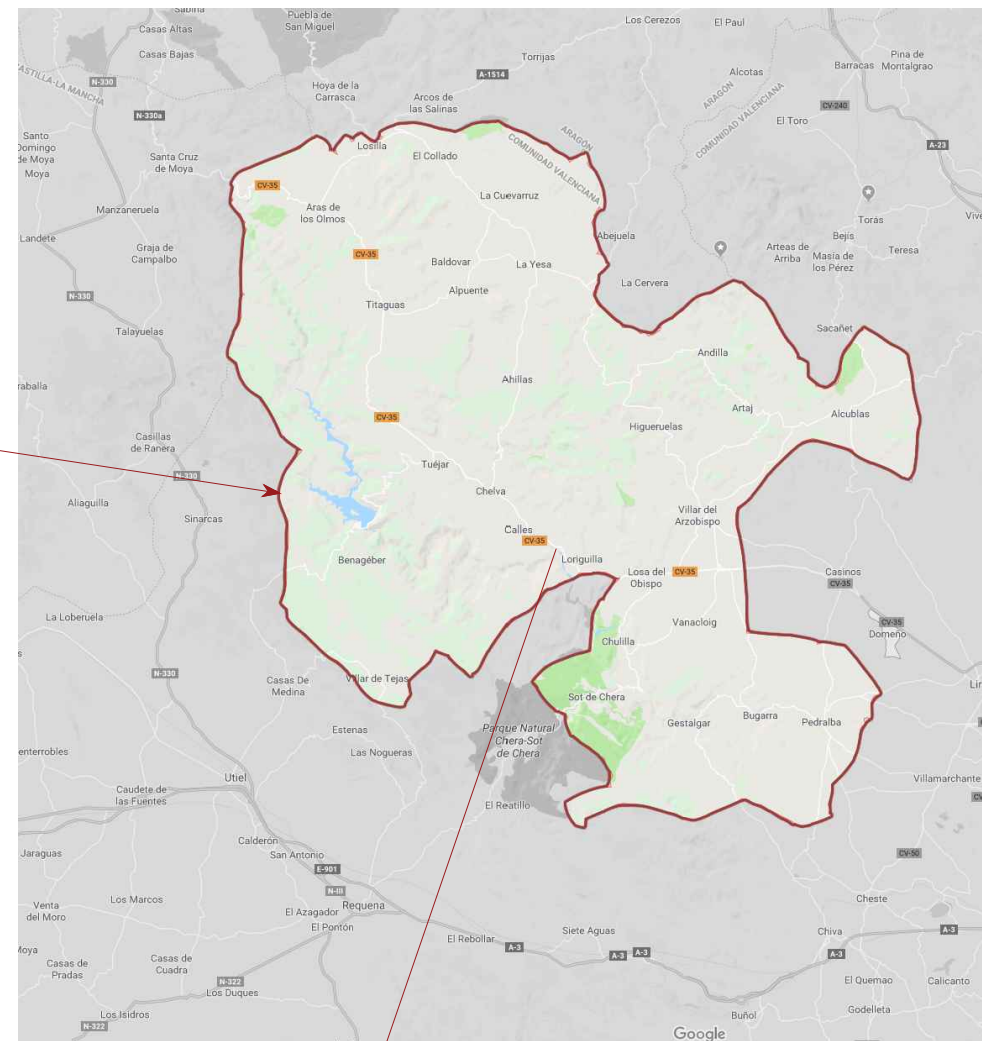 Puebla de
San Miguel
Los Cerezos
El Paul
Casas Altas
Casas Bajas
Torrijas
Pina de
Montalgrao
Barracas
Alcotas
A-1514
N-330
CASTILLA-LA MANCHA
Hoya de la
Carrasca
Arcos de
las Salinas
ARAGÓN
COMUNIDAD VALENCIANA
CV-240
N-330a
El Toro
Santo
Domingo
de Moya
Moya
Losilla
ARAGÓN
COMUNIDAD VALENCIANA
A-23
Santa Cruz
de Moya
El Collado
CV-35
La Cuevarruz
Manzaneruela
Aras de
los Olmos
Torás
Vive
Landete
Graja de
Campalbo
Abejuela
Bejis
Arteas de
Arriba
Masía de
los Pérez
Teresa
CV-35
Baldovar
La Yesa
La Cervera
Alpuente
N-330
Titaguas
Talayuelas
Sacañet
Andilla
raballa
Ahillas
Artaj
Alcublas
CV-35
Higueruelas
Casillas
de Ranera
Tuéjar
N-330
Chelva
Aliaguilla
Sinarcas
Villar del
Arzobispo
Calles
CV-35
Benagéber
Loriguilla
Losa del
Obispo
CV-35
Casinos
CV-35
La Loberuela
Vanacloig
CV-35
Domeño
Chulilla
s
N-330
Casas De
Medina
Villar de Tejas
Lir
Sot de Chera
Bugarra
Gestalgar
Pedralba
Estenas
Parque Natural
Chera-Sot
de Chera
enterrobles
Las Nogueras
Utiel
Villamarchante
Caudete de
las Fuentes
El Reatillo
CV
Calderón
Jaraguas
San Antonio
CV-50
E-901
N-III
Venta
del Moro
Los Marcos
El Azagador
Requena
Cheste
El Pontón
El Rebollar
Siete Aguas
Chiva
A-3
A-3
A-3
A-3
A-3
Moya
Casas de
Pradas
Casas de
Cuadra
N-322
El Quemao
Calicanto
Los Duques
Los Isidros
N-322
Buñol
Godelleta
Google